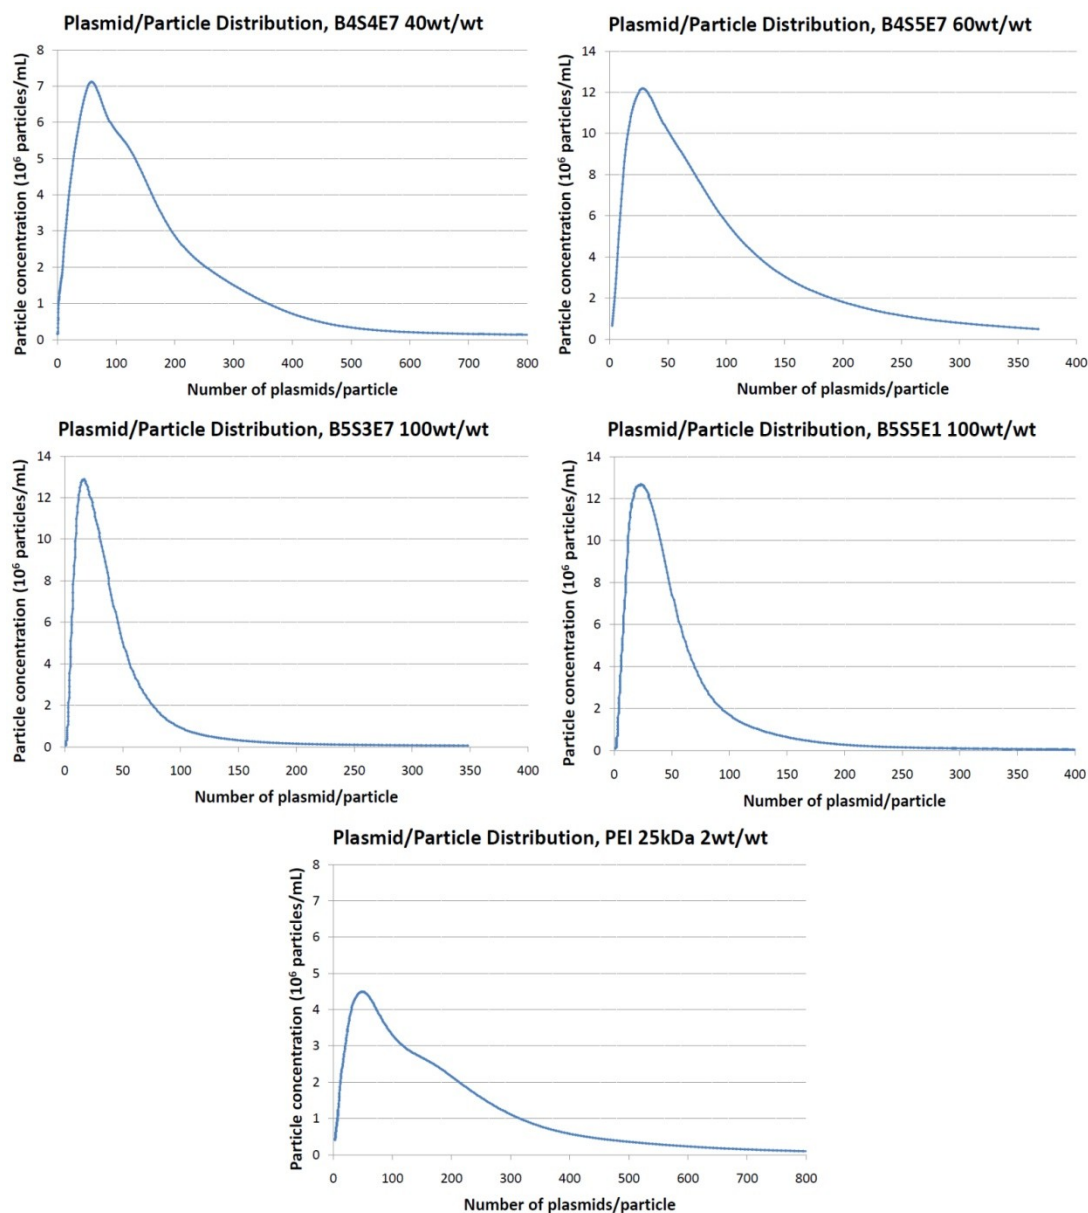 Plasmid/Particle Distribution, B4S4E7 40wt/wt
Particle concentration (10⁶ particles/mL)
8
7
6
5
4
3
2
1
0
0 100 200 300 400 500 600 700 800
Number of plasmids/particle
Plasmid/Particle Distribution, B4S5E7 60wt/wt
Particle concentration (10⁶ particles/mL)
14
12
10
8
6
4
2
0
0 50 100 150 200 250 300 350 400
Number of plasmids/particle
Plasmid/Particle Distribution, B5S3E7 100wt/wt
Particle concentration (10⁶ particles/mL)
14
12
10
8
6
4
2
0
0 50 100 150 200 250 300 350 400
Number of plasmid/particle
Plasmid/Particle Distribution, B5S5E1 100wt/wt
Particle concentration (10⁶ particles/mL)
14
12
10
8
6
4
2
0
0 50 100 150 200 250 300 350 400
Number of plasmid/particle
Plasmid/Particle Distribution, PEI 25kDa 2wt/wt
Particle concentration (10⁶ particles/mL)
8
7
6
5
4
3
2
1
0
0 100 200 300 400 500 600 700 800
Number of plasmids/particle